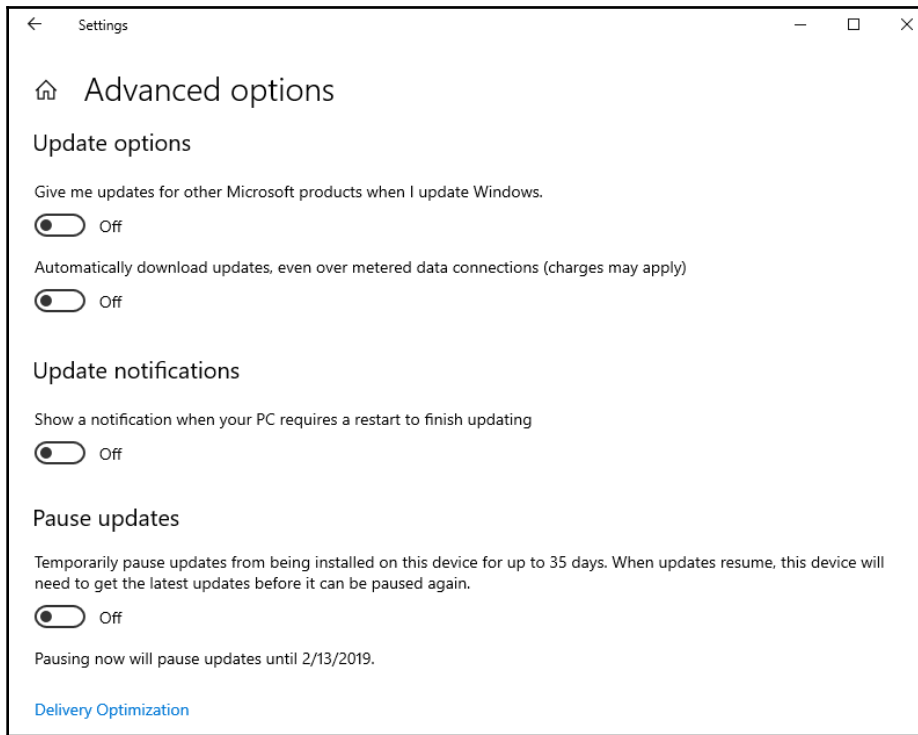 Settings
Advanced options
Update options
Give me updates for other Microsoft products when I update Windows.
Off
Automatically download updates, even over metered data connections (charges may apply)
Off
Update notifications
Show a notification when your PC requires a restart to finish updating
Off
Pause updates
Temporarily pause updates from being installed on this device for up to 35 days. When updates resume, this device will
need to get the latest updates before it can be paused again.
Off
Pausing now will pause updates until 2/13/2019.
Delivery Optimization